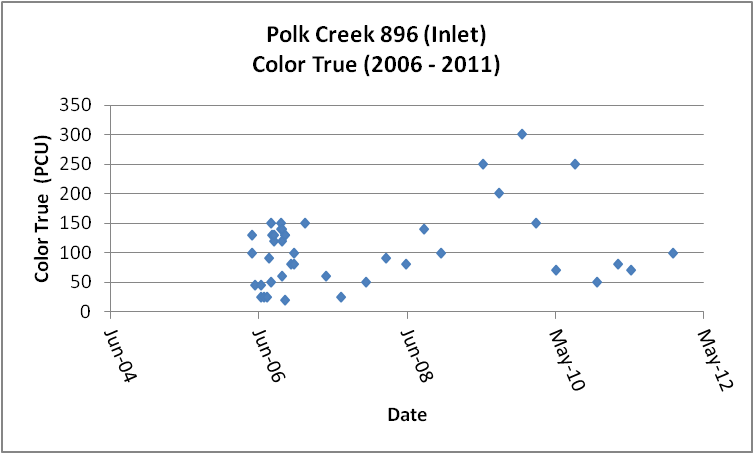 Polk Creek 896 (Inlet)
Color True (2006 - 2011)
Color True (PCU)
350
300
250
200
150
100
50
0
Jun-04
Jun-06
Jun-08
May-10
May-12
Date